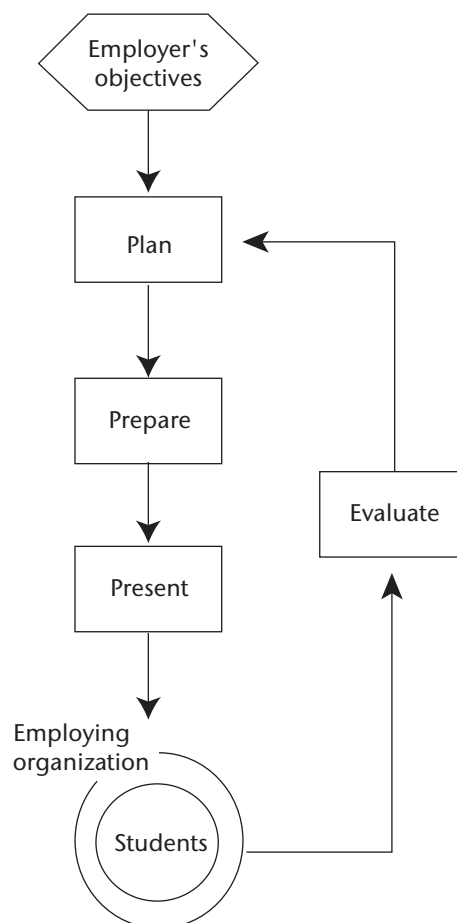 Employer's
objectives
Plan
Prepare
Evaluate
Present
Employing
organization
Students